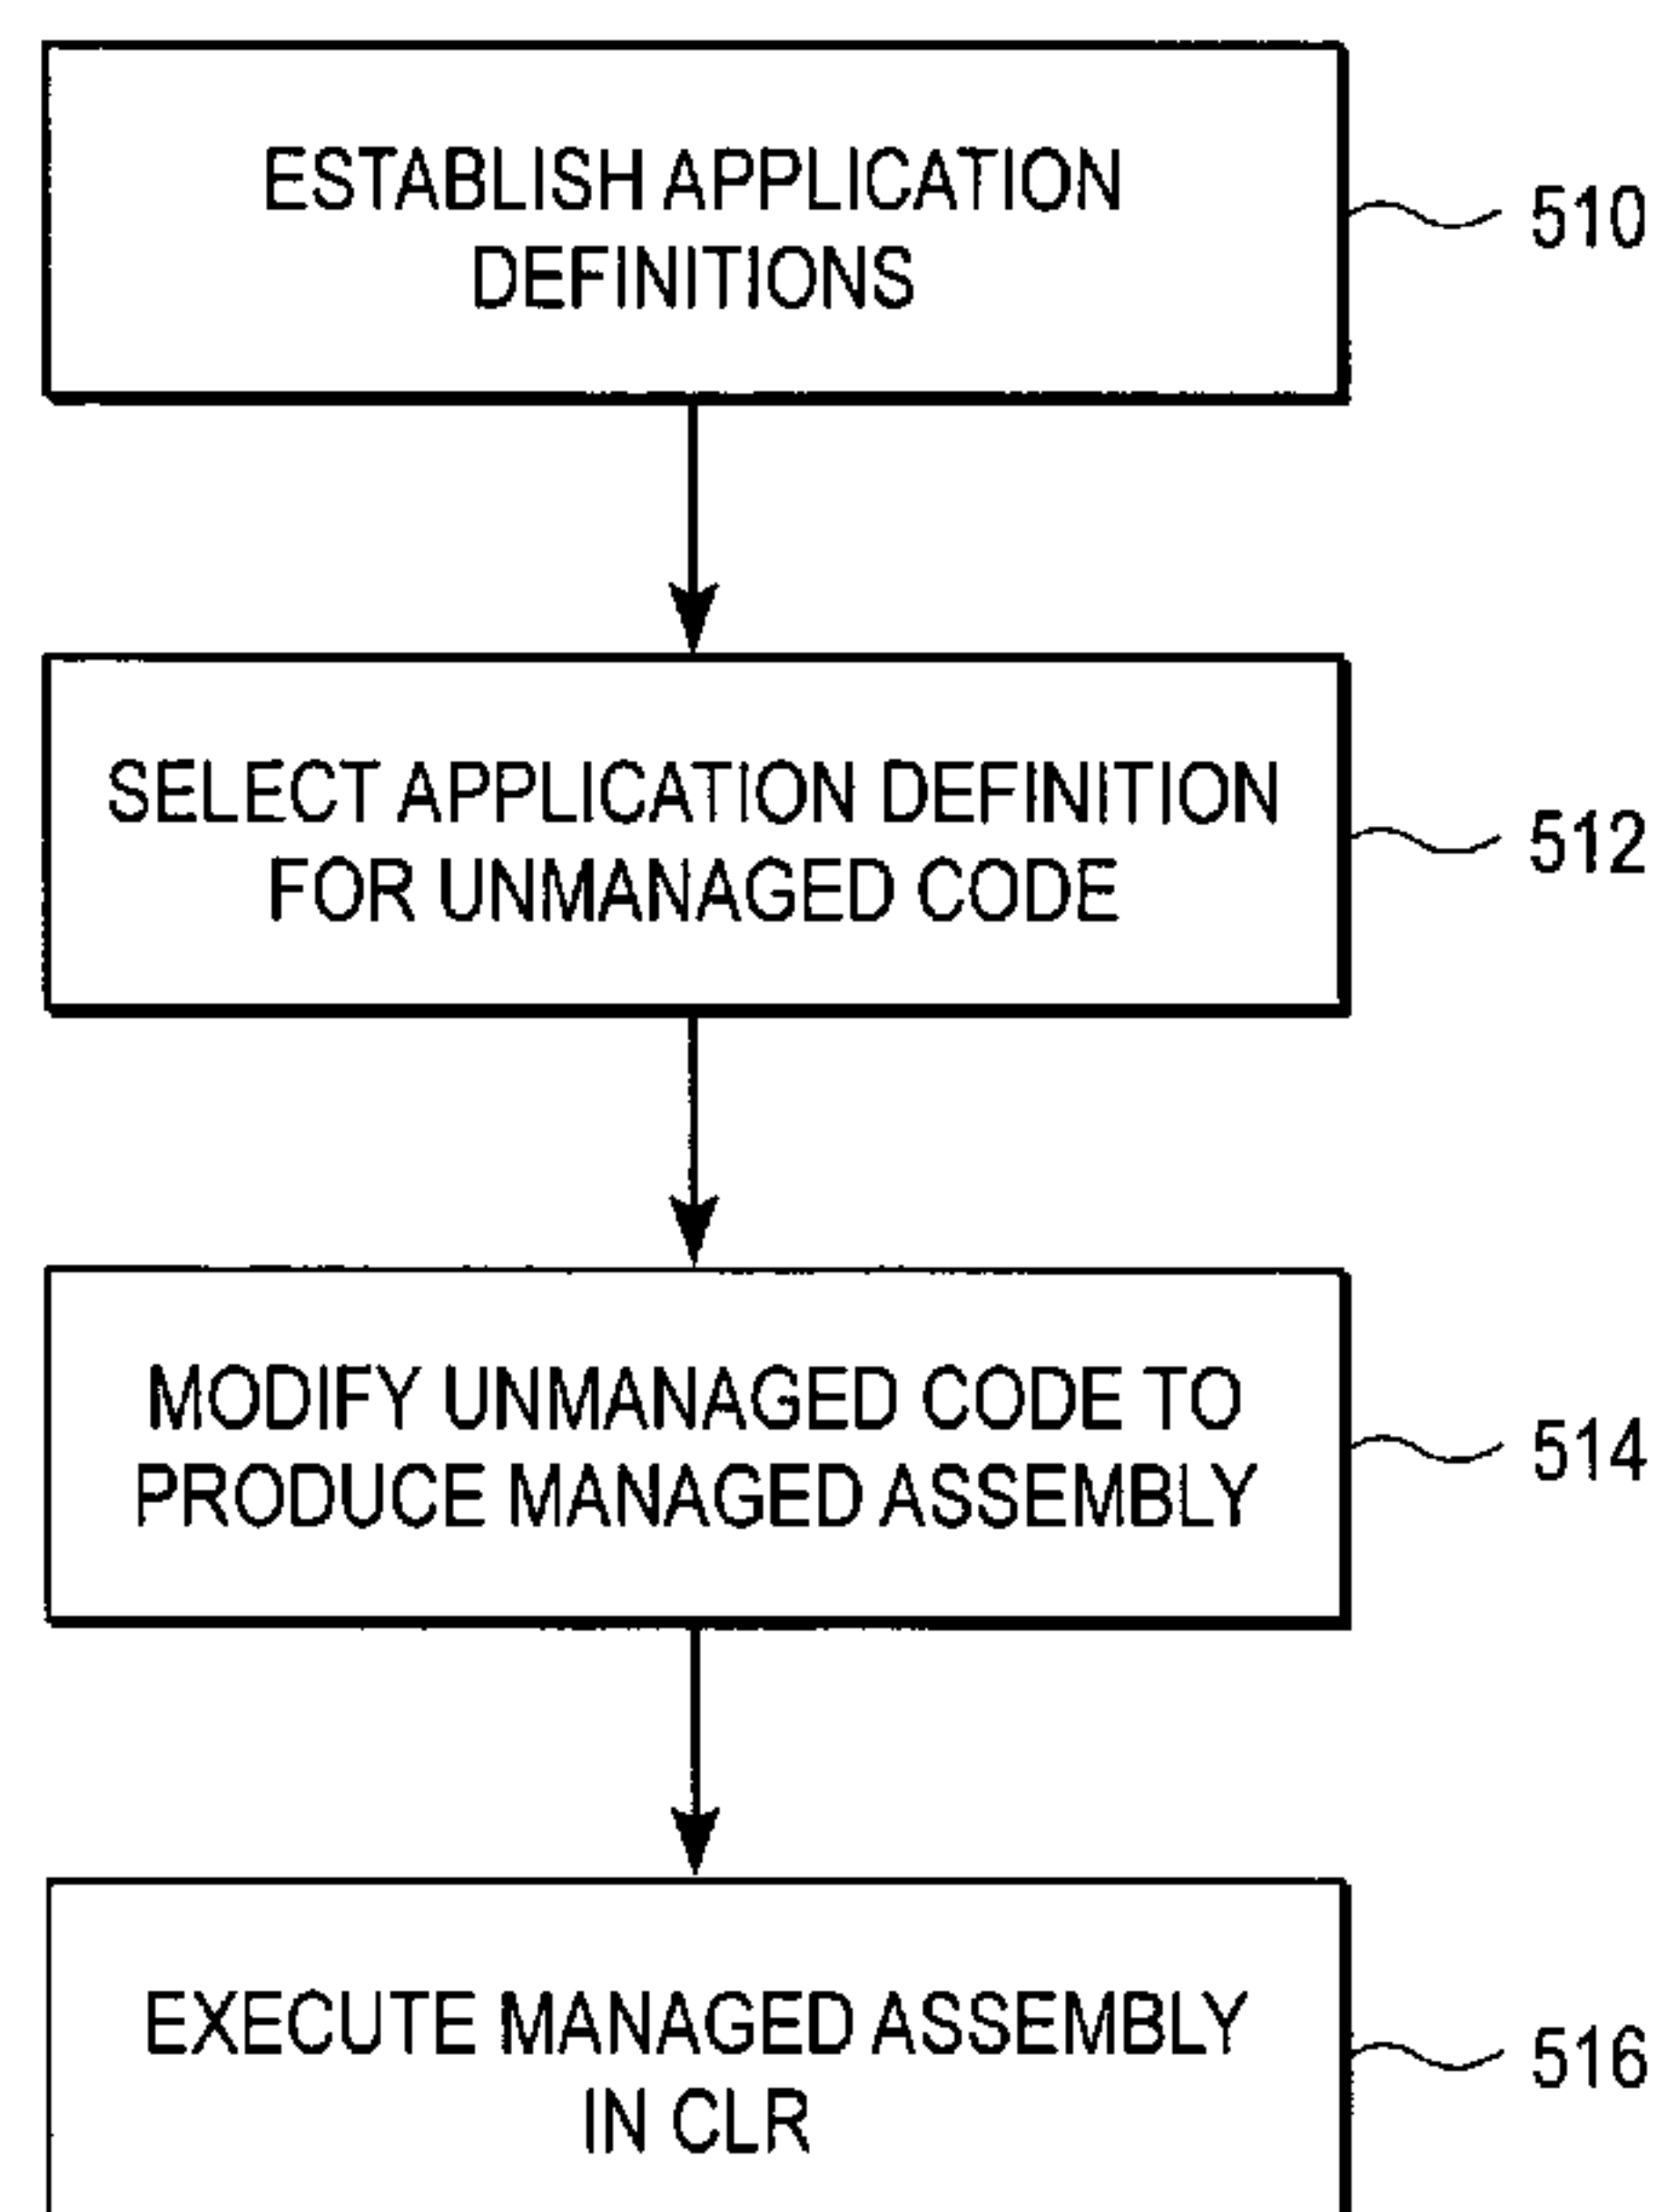 ESTABLISH APPLICATION
DEFINITIONS
510
SELECT APPLICATION DEFINITION
FOR UNMANAGED CODE
512
MODIFY UNMANAGED CODE TO
PRODUCE MANAGED ASSEMBLY
514
EXECUTE MANAGED ASSEMBLY
IN CLR
516